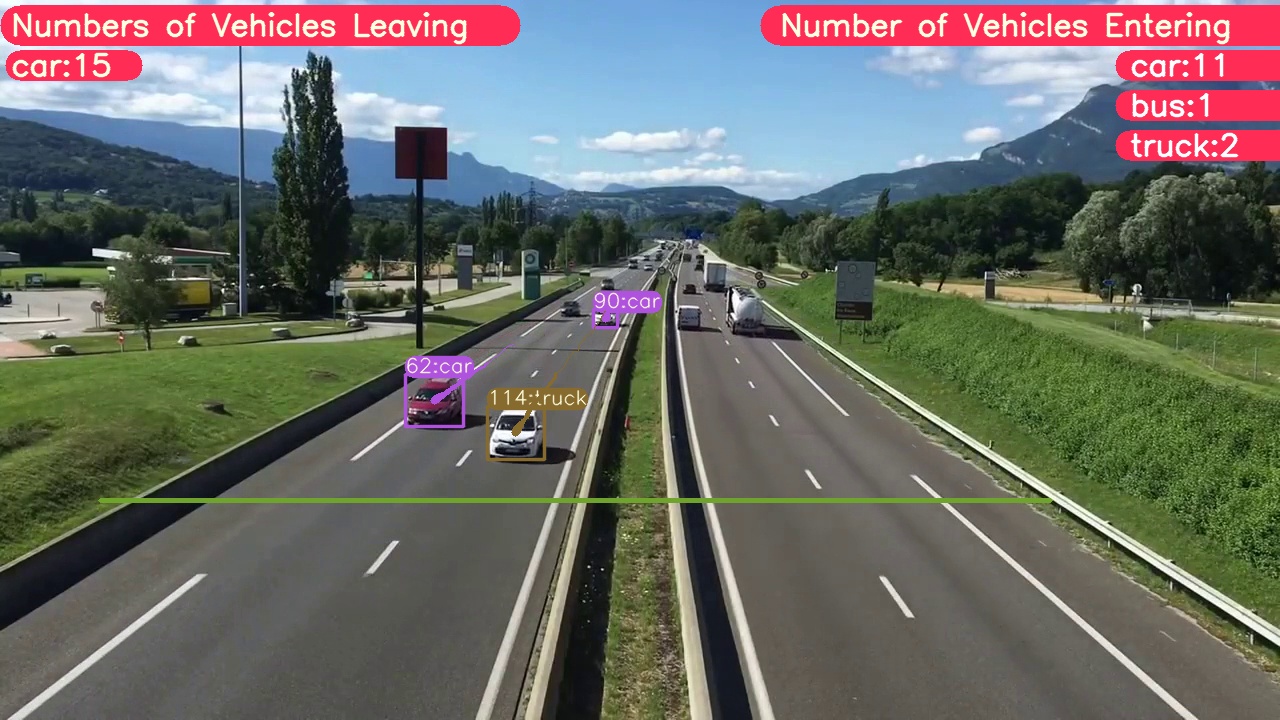 Numbers of Vehicles Leaving
Number of Vehicles Entering
car:15
car:11
bus:1
truck:2
90:car
62:car
114:truck